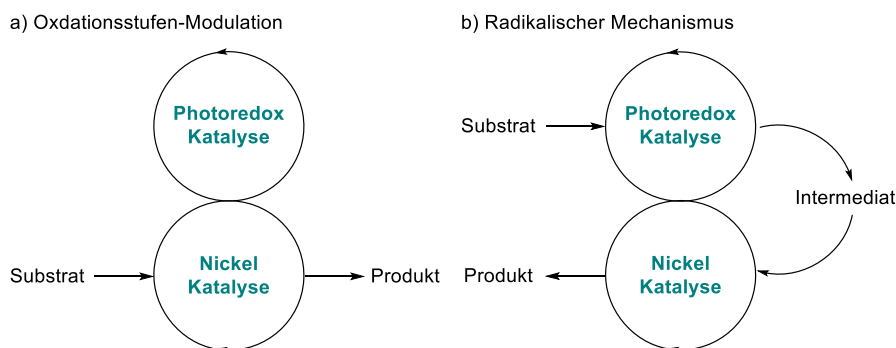 a) Oxdationsstufen-Modulation
Photoredox
Katalyse
Substrat
Nickel
Katalyse
Produkt
b) Radikalischer Mechanismus
Substrat
Photoredox
Katalyse
Intermediat
Produkt
Nickel
Katalyse